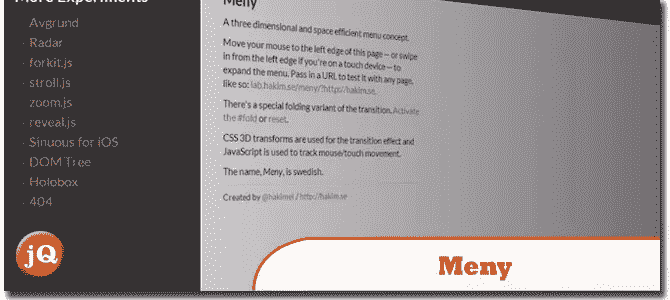 More Experiments
· Avgrund
· Radar
· forkit.js
· stroll.js
zoom.js
· reveal.js
· Sinuous for iOS
· DOM Tree
· Holobox
· 404
Meny
A three dimensional and space efficient menu concept.
Move your mouse to the left edge of this page — or swipe
in from the left edge if you're on a touch device — to
expand the menu. Pass in a URL to test it with any page,
like so: lab.hakim.se/meny/?http://hakim.se.
There's a special folding variant of the transition. Activate
the #fold or reset.
CSS 3D transforms are used for the transition effect and
JavaScript is used to track mouse/touch movement.
The name, Meny, is swedish.
Created by @hakimel / http://hakim.se
jQ
Meny